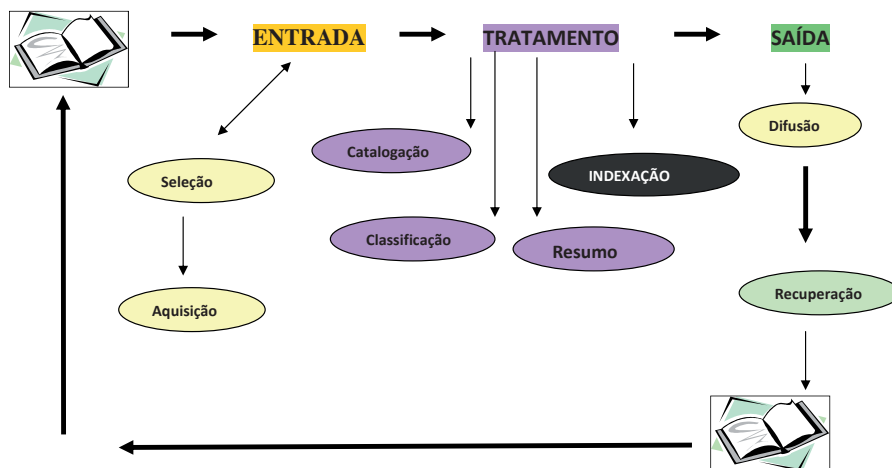 ENTRADA
TRATAMENTO
SAÍDA
Difusão
Catalogação
Seleção
INDEXAÇÃO
Classificação
Resumo
Recuperação
Aquisição